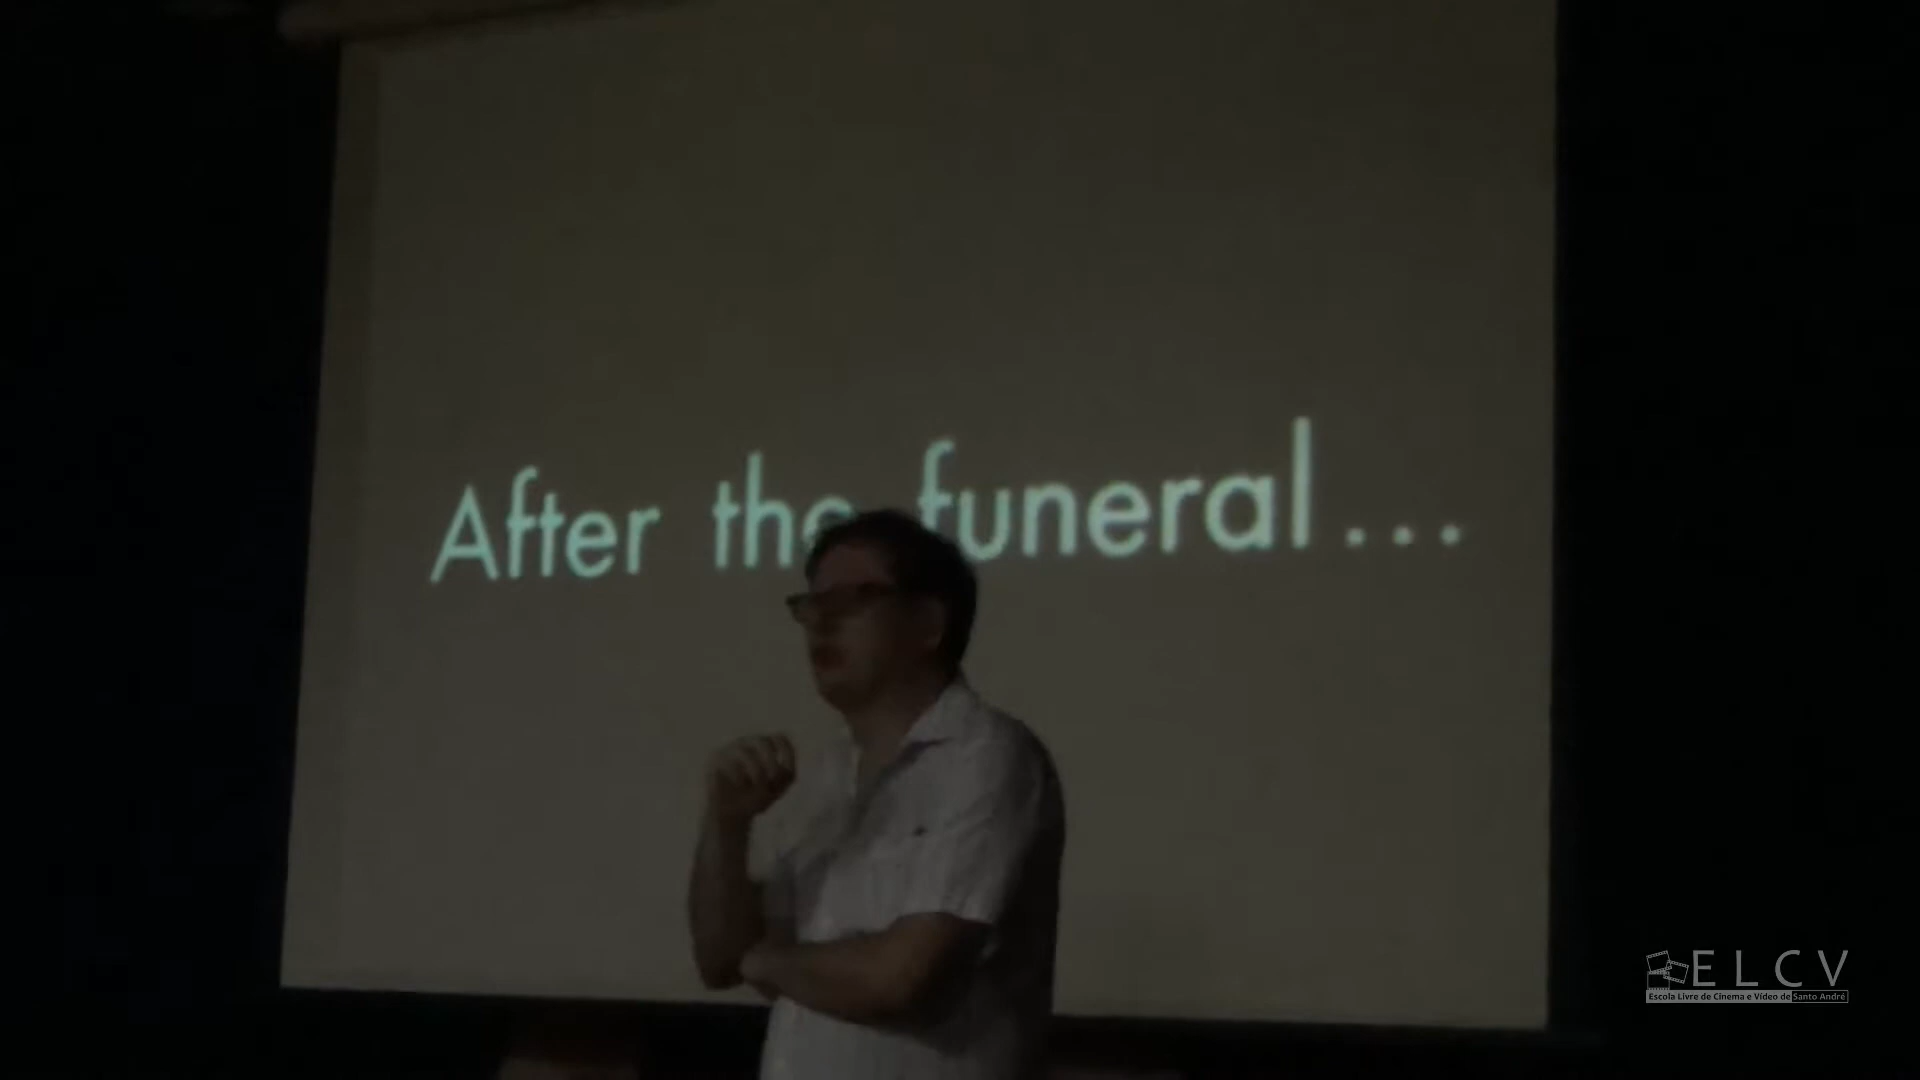 After the funeral...
ELCV
Escola Livre de Cinema e Vídeo de Santo André